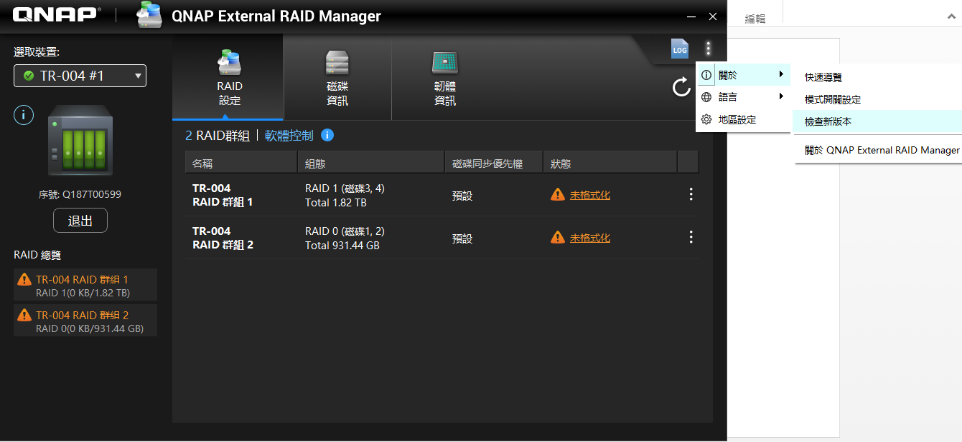 QNAP
QNAP External RAID Manager
編輯
選取裝置:
TR-004 #1
序號: Q187T00599
退出
RAID 總覽
TR-004 RAID 群組 1
RAID 1(0 KB/1.82 TB)
TR-004 RAID 群組 2
RAID 0(0 KB/931.44 GB)
RAID
設定
磁碟
資訊
韌體
資訊
LOG
2 RAID群組 | 軟體控制
名稱 組態 磁碟同步優先權 狀態
TR-004
RAID 群組 1
RAID 1 (磁碟3, 4)
Total 1.82 TB
預設
未格式化
TR-004
RAID 群組 2
RAID 0 (磁碟1, 2)
Total 931.44 GB
預設
未格式化
關於
語言
地區設定
快速導覽
模式開關設定
檢查新版本
關於 QNAP External RAID Manager